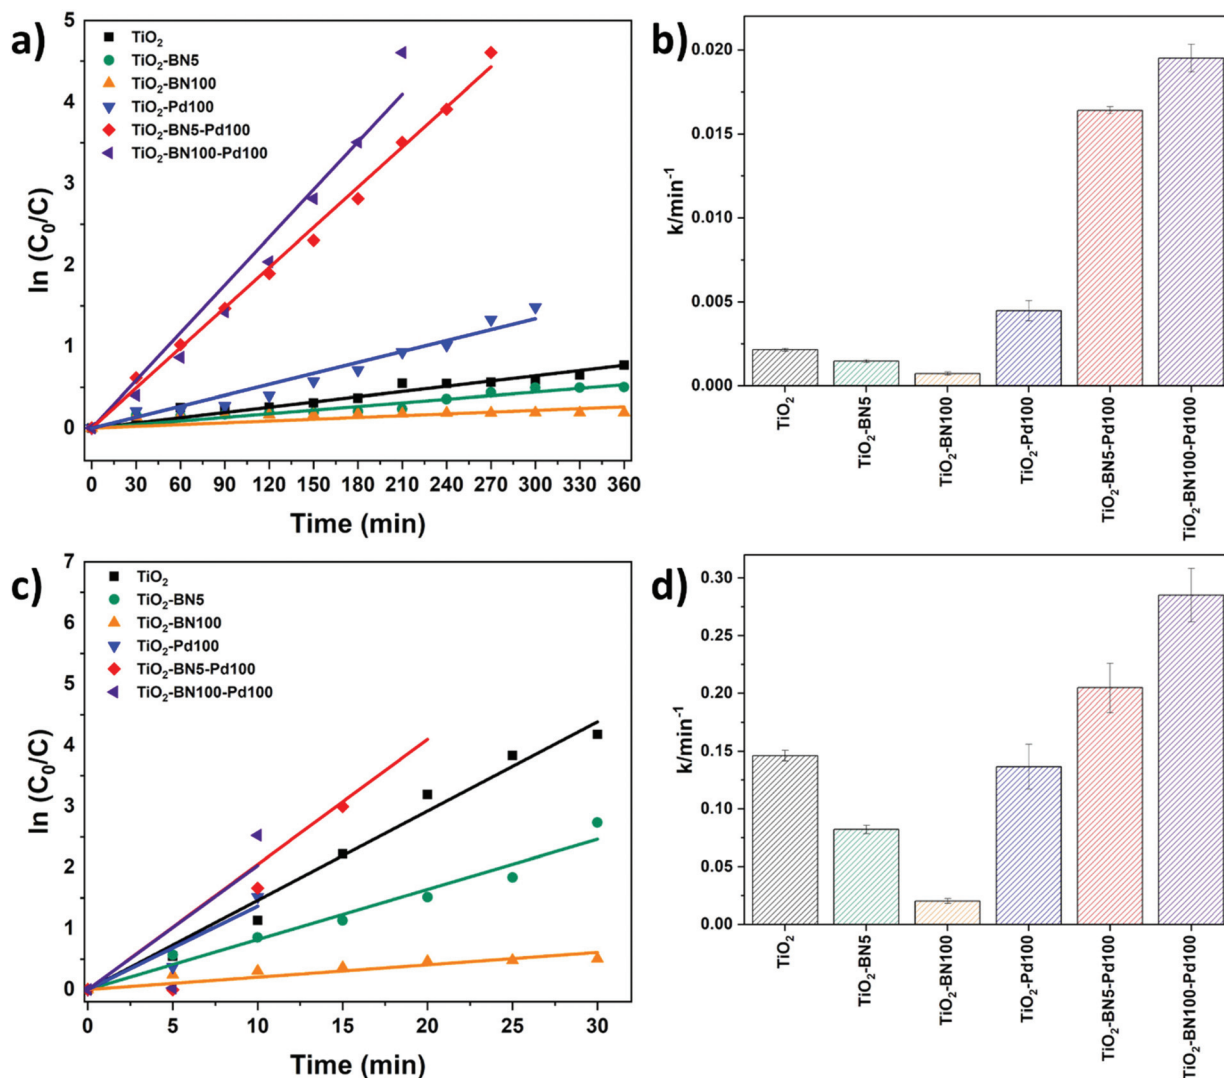 a)
5
4
3
2
1
0
ln (C₀/C)
TiO₂
TiO₂-BN5
TiO₂-BN100
TiO₂-Pd100
TiO₂-BN5-Pd100
TiO₂-BN100-Pd100
0 30 60 90 120 150 180 210 240 270 300 330 360
Time (min)
b)
0.020
0.015
0.010
0.005
0.000
k/min⁻¹
TiO₂
TiO₂-BN5
TiO₂-BN100
TiO₂-Pd100
TiO₂-BN5-Pd100
TiO₂-BN100-Pd100
c)
7
6
5
4
3
2
1
0
ln (C₀/C)
TiO₂
TiO₂-BN5
TiO₂-BN100
TiO₂-Pd100
TiO₂-BN5-Pd100
TiO₂-BN100-Pd100
0 5 10 15 20 25 30
Time (min)
d)
0.30
0.25
0.20
0.15
0.10
0.05
0.00
k/min⁻¹
TiO₂
TiO₂-BN5
TiO₂-BN100
TiO₂-Pd100
TiO₂-BN5-Pd100
TiO₂-BN100-Pd100